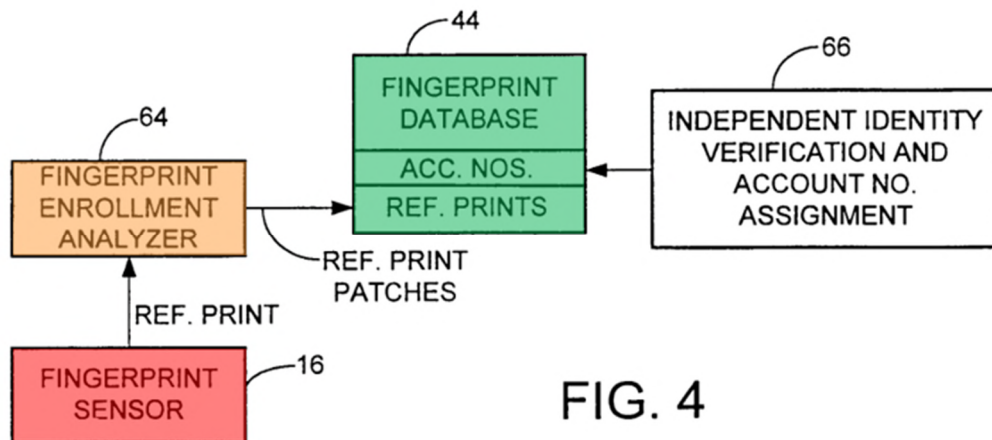 44
FINGERPRINT
DATABASE
ACC. NOS.
REF. PRINTS
66
INDEPENDENT IDENTITY
VERIFICATION AND
ACCOUNT NO.
ASSIGNMENT
64
FINGERPRINT
ENROLLMENT
ANALYZER
REF. PRINT
PATCHES
REF. PRINT
16
FINGERPRINT
SENSOR
FIG. 4